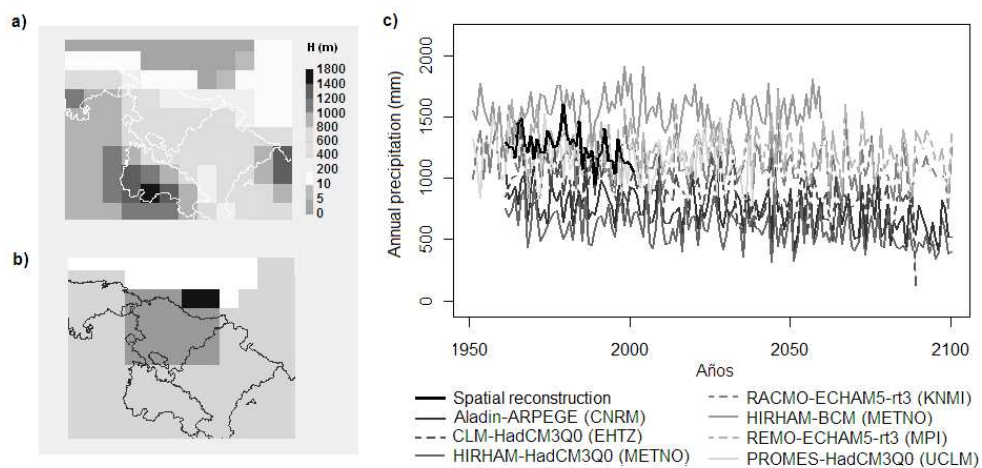 a)
H (m)
1800
1400
1000
800
600
400
200
10
5
0
b)
c)
Annual precipitation (mm)
2000
1500
1000
500
0
1950
2000
2050
2100
Años
Spatial reconstruction
Aladin-ARPEGE (CNRM)
CLM-HadCM3Q0 (EHTZ)
HIRHAM-HadCM3Q0 (METNO)
RACMO-ECHAM5-rt3 (KNMI)
HIRHAM-BCM (METNO)
REMO-ECHAM5-rt3 (MPI)
PROMES-HadCM3Q0 (UCLM)